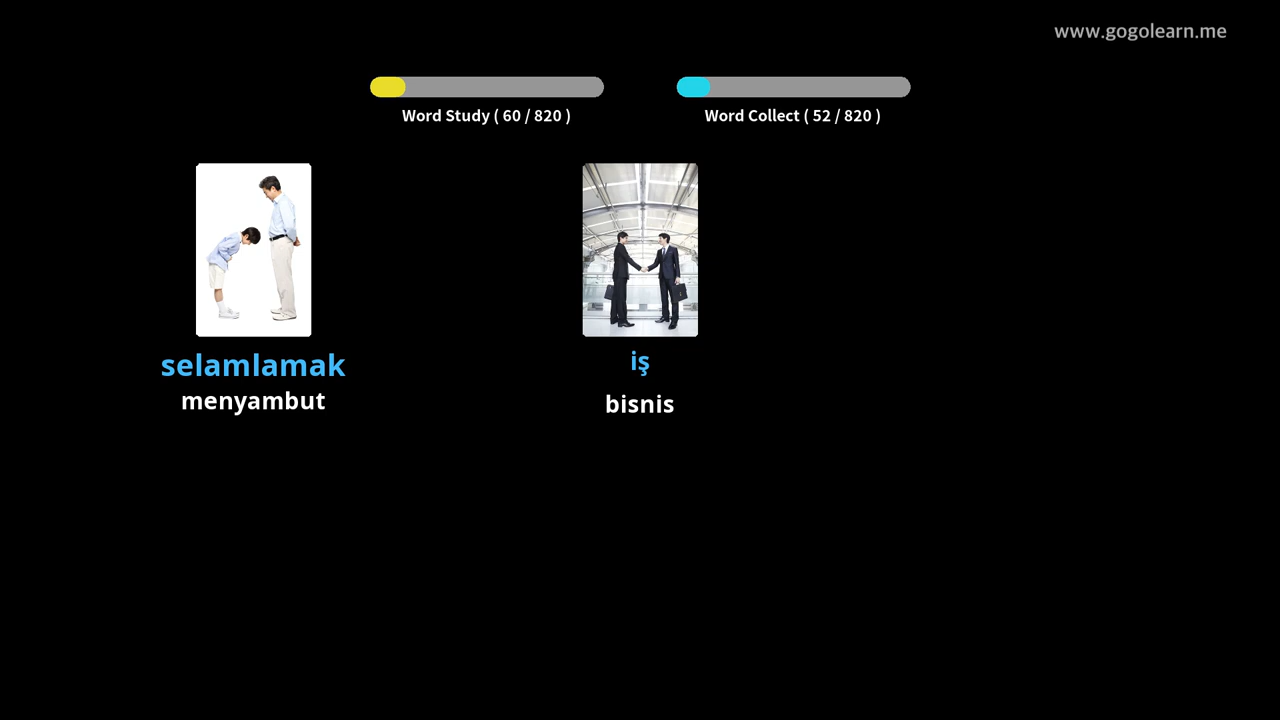 www.gogolearn.me
Word Study ( 60 / 820 )
Word Collect ( 52 / 820 )
selamlamak
menyambut
iş
bisnis